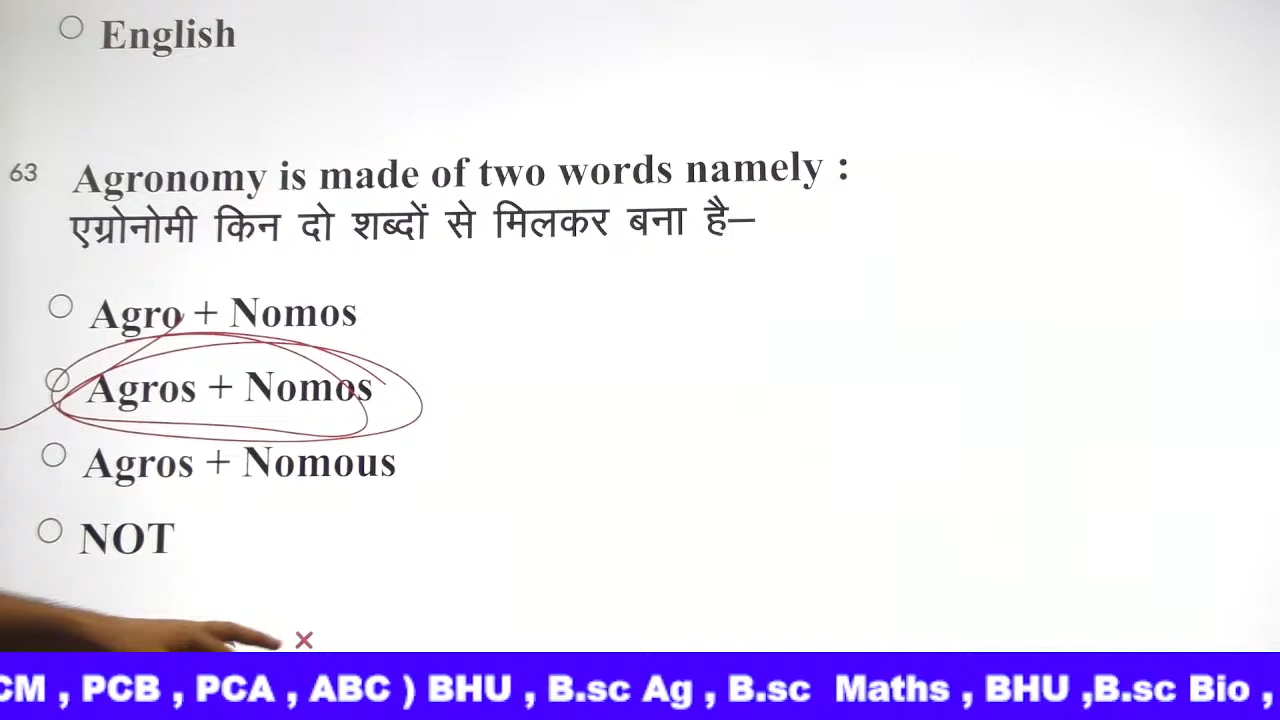 English
63 Agronomy is made of two words namely :
एग्रोनोमी किन दो शब्दों से मिलकर बना है–
Agro + Nomos
Agros + Nomos
Agros + Nomous
NOT
×
CM , PCB , PCA , ABC ) BHU , B.sc Ag , B.sc Maths , BHU ,B.sc Bio ,